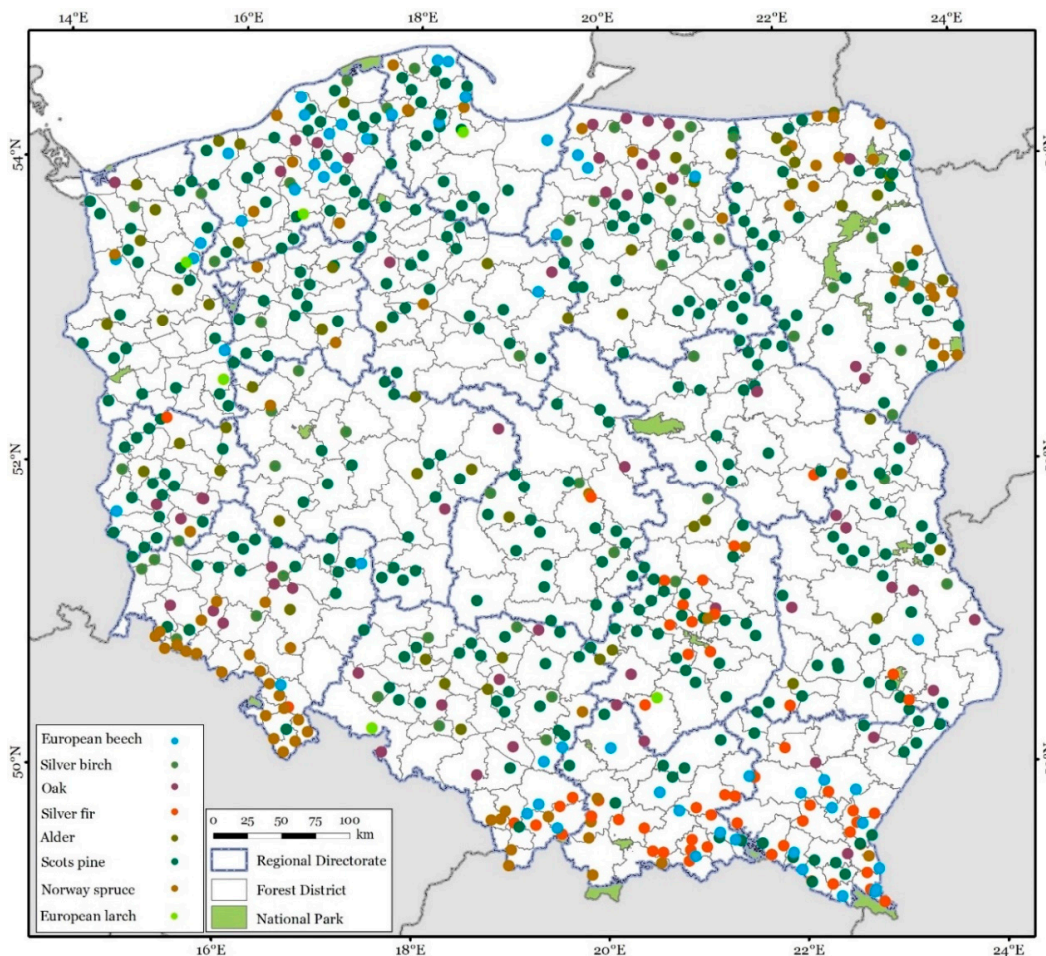 14°E 16°E 18°E 20°E 22°E 24°E
54°N
52°N
50°N
European beech
Silver birch
Oak
Silver fir
Alder
Scots pine
Norway spruce
European larch
0 25 50 75 100
km
Regional Directorate
Forest District
National Park
16°E 18°E 20°E 22°E 24°E